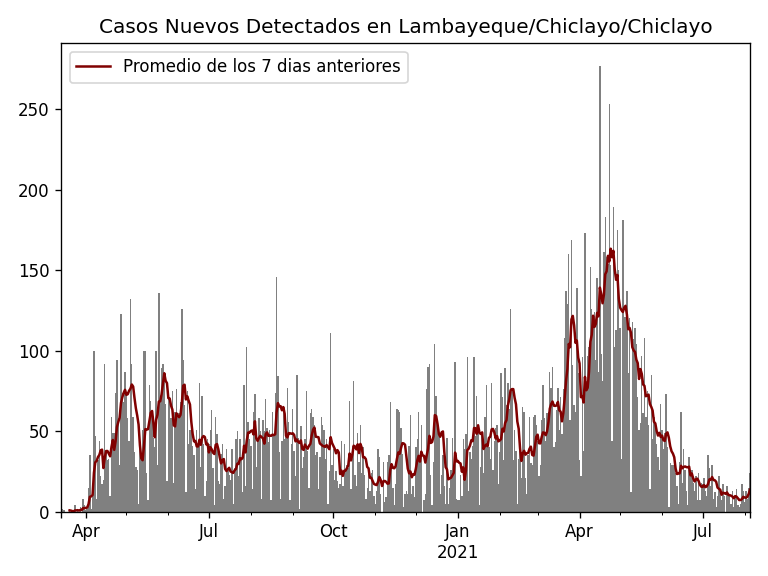 Casos Nuevos Detectados en Lambayeque/Chiclayo/Chiclayo
Promedio de los 7 dias anteriores
250
200
150
100
50
0
Apr Jul Oct Jan Apr Jul
2021